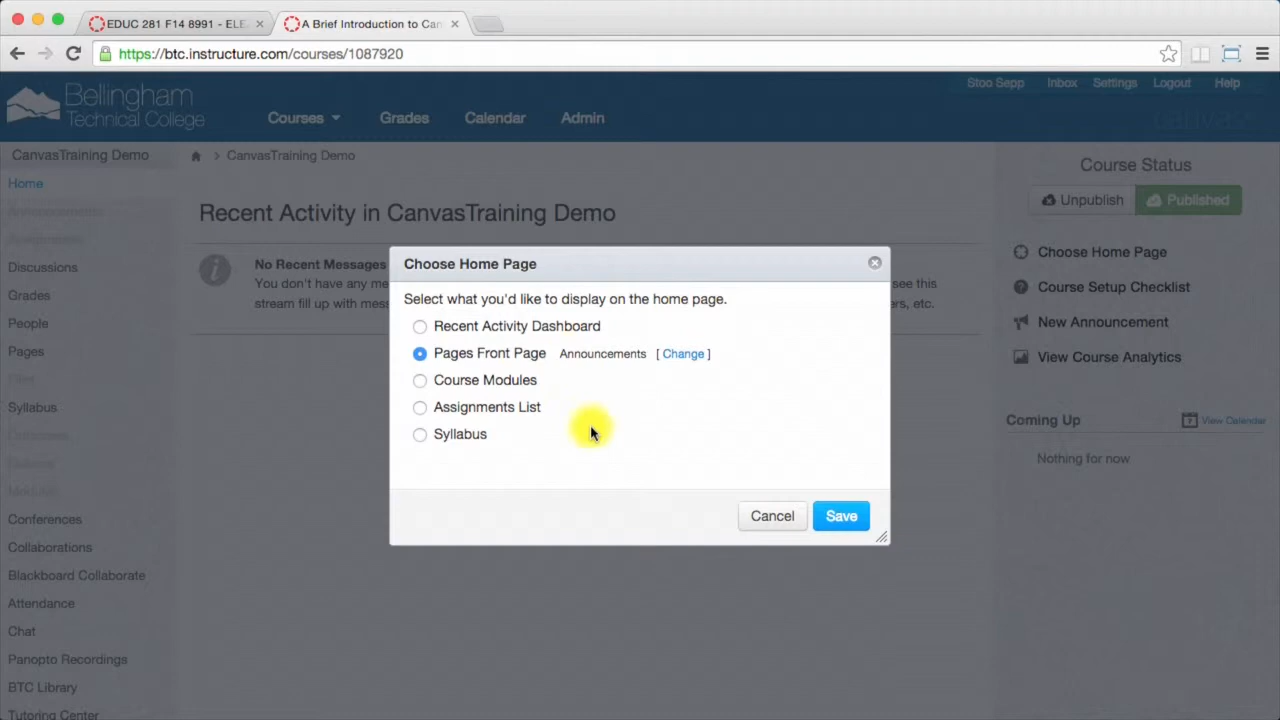 EDUC 281 F14 8991 - ELE
A Brief Introduction to Can
https://btc.instructure.com/courses/1087920
Stoo Sepp Inbox Settings Logout Help
Bellingham
Technical College
Courses Grades Calendar Admin
CanvasTraining Demo
CanvasTraining Demo
Home
Announcements
Assignments
Discussions
Grades
People
Pages
Files
Syllabus
Outcomes
Quizzes
Modules
Conferences
Collaborations
Blackboard Collaborate
Attendance
Chat
Panopto Recordings
BTC Library
Tutoring Center
Recent Activity in CanvasTraining Demo
No Recent Messages
You don't have any me
see this
stream fill up with mess
rs, etc.
Choose Home Page
Select what you'd like to display on the home page.
Recent Activity Dashboard
Pages Front Page Announcements [ Change ]
Course Modules
Assignments List
Syllabus
Cancel Save
Course Status
Unpublish Published
Choose Home Page
Course Setup Checklist
New Announcement
View Course Analytics
Coming Up View Calendar
Nothing for now